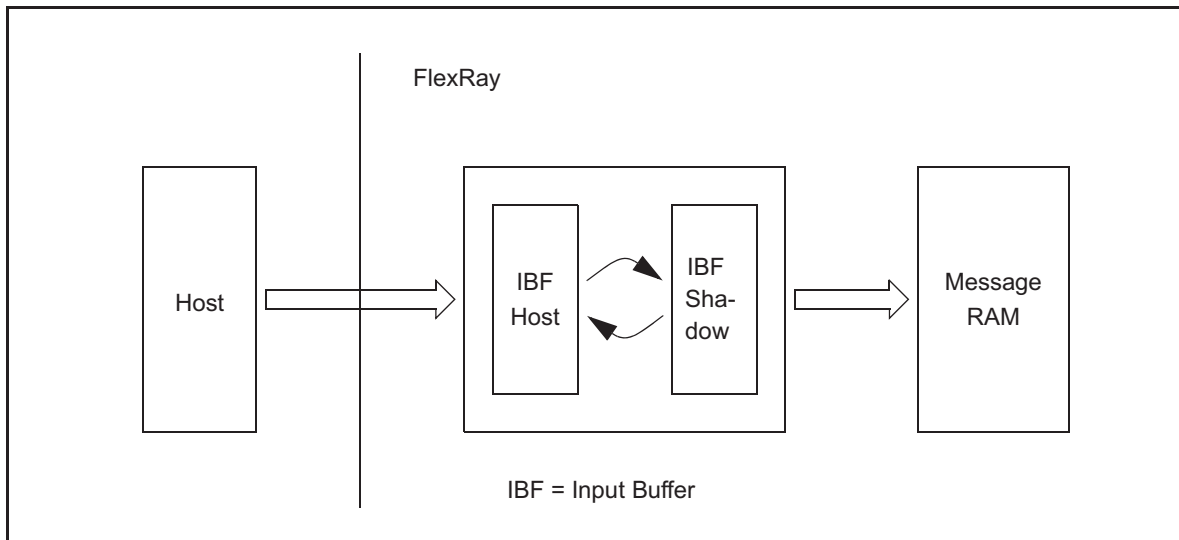 FlexRay
Host
IBF
Host
IBF
Sha-
dow
Message
RAM
IBF = Input Buffer